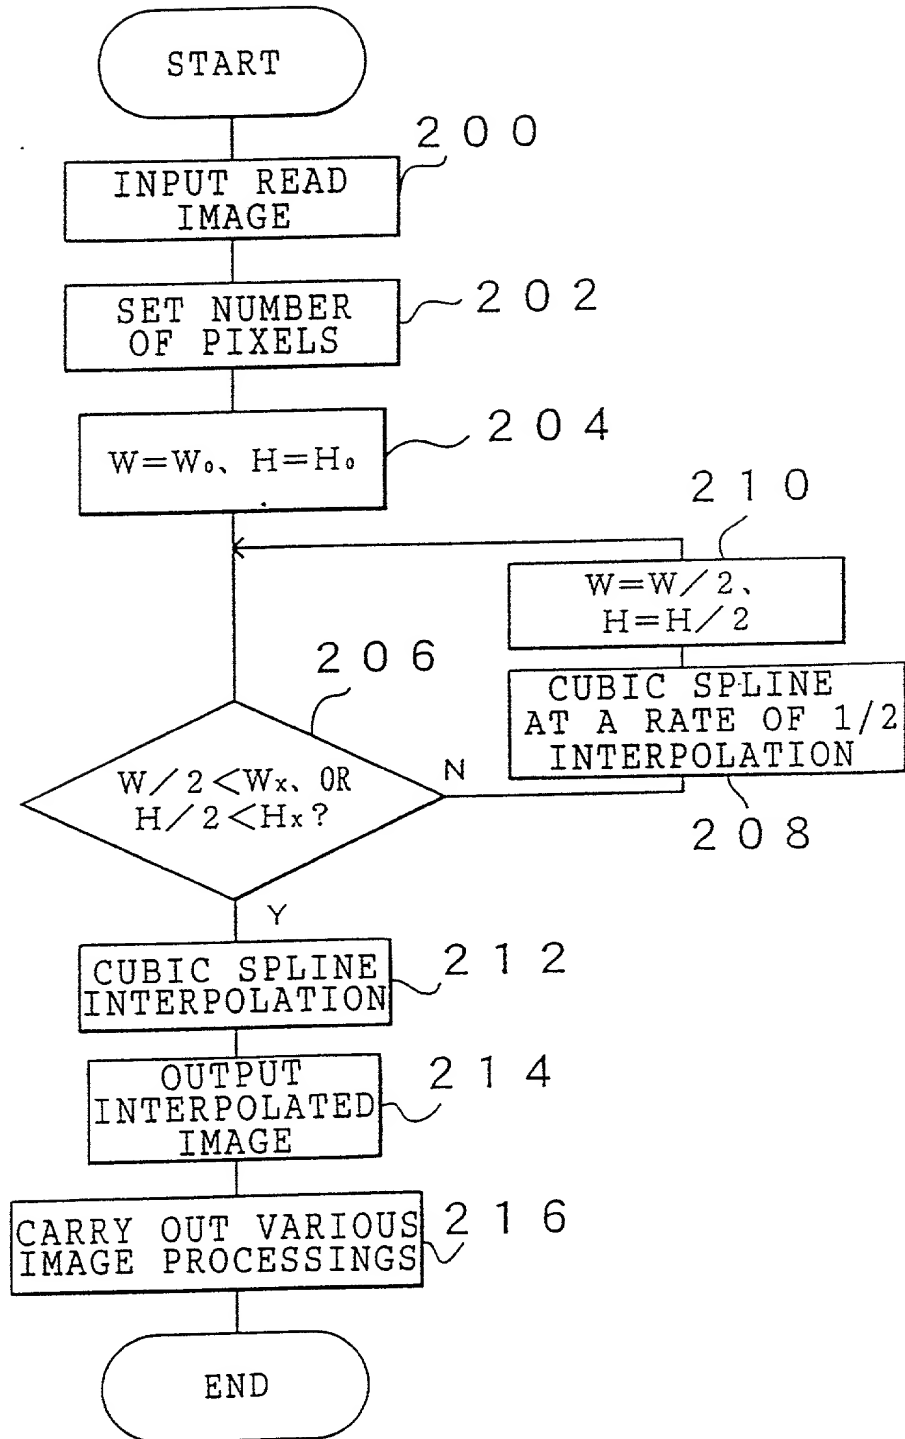 START
200
INPUT READ
IMAGE
202
SET NUMBER
OF PIXELS
204
W=W₀、H=H₀
210
W=W/2、
H=H/2
206
CUBIC SPLINE
AT A RATE OF 1/2
INTERPOLATION
W/2<Wx、OR
H/2<Hx?
N
208
Y
212
CUBIC SPLINE
INTERPOLATION
214
OUTPUT
INTERPOLATED
IMAGE
216
CARRY OUT VARIOUS
IMAGE PROCESSINGS
END